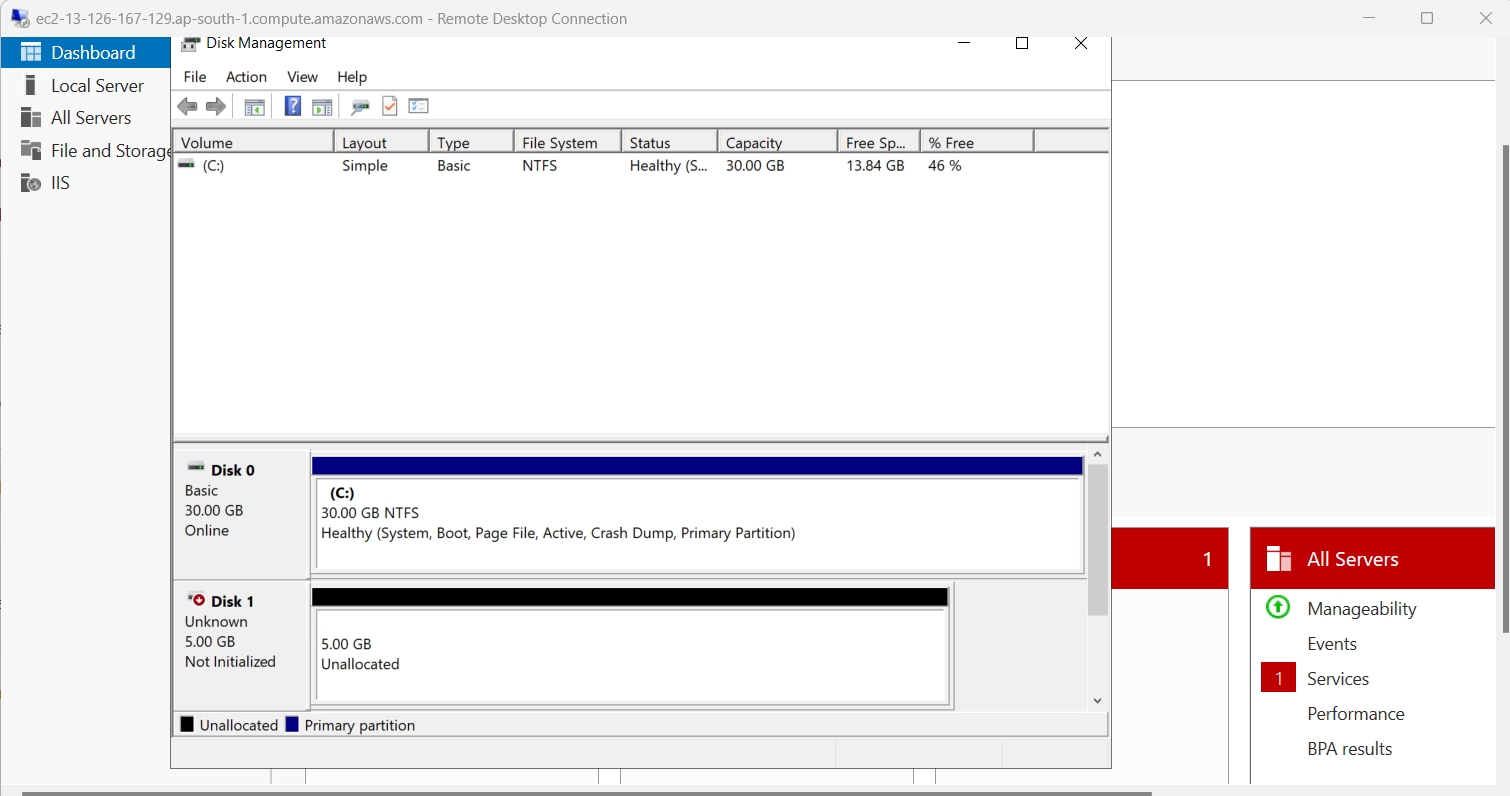 ec2-13-126-167-129.ap-south-1.compute.amazonaws.com - Remote Desktop Connection
Dashboard
Local Server
All Servers
File and Storage
IIS
Disk Management
File Action View Help
Volume Layout Type File System Status Capacity Free Sp... % Free
(C:) Simple Basic NTFS Healthy (S... 30.00 GB 13.84 GB 46 %
Disk 0
Basic
30.00 GB
Online
(C:)
30.00 GB NTFS
Healthy (System, Boot, Page File, Active, Crash Dump, Primary Partition)
Disk 1
Unknown
5.00 GB
Not Initialized
5.00 GB
Unallocated
Unallocated Primary partition
1
All Servers
Manageability
Events
1 Services
Performance
BPA results